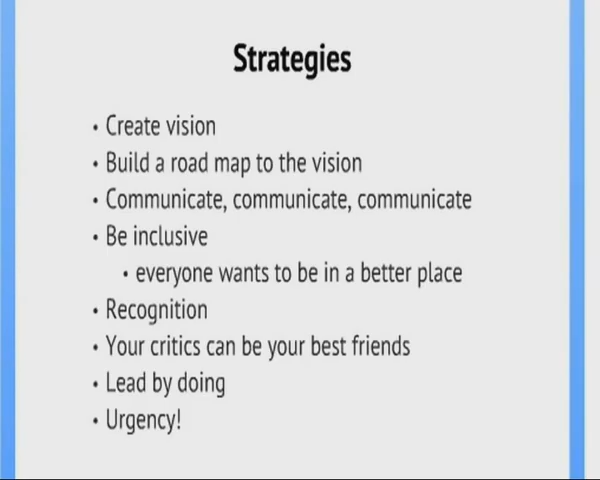 Strategies
• Create vision
• Build a road map to the vision
• Communicate, communicate, communicate
• Be inclusive
• everyone wants to be in a better place
• Recognition
• Your critics can be your best friends
• Lead by doing
• Urgency!